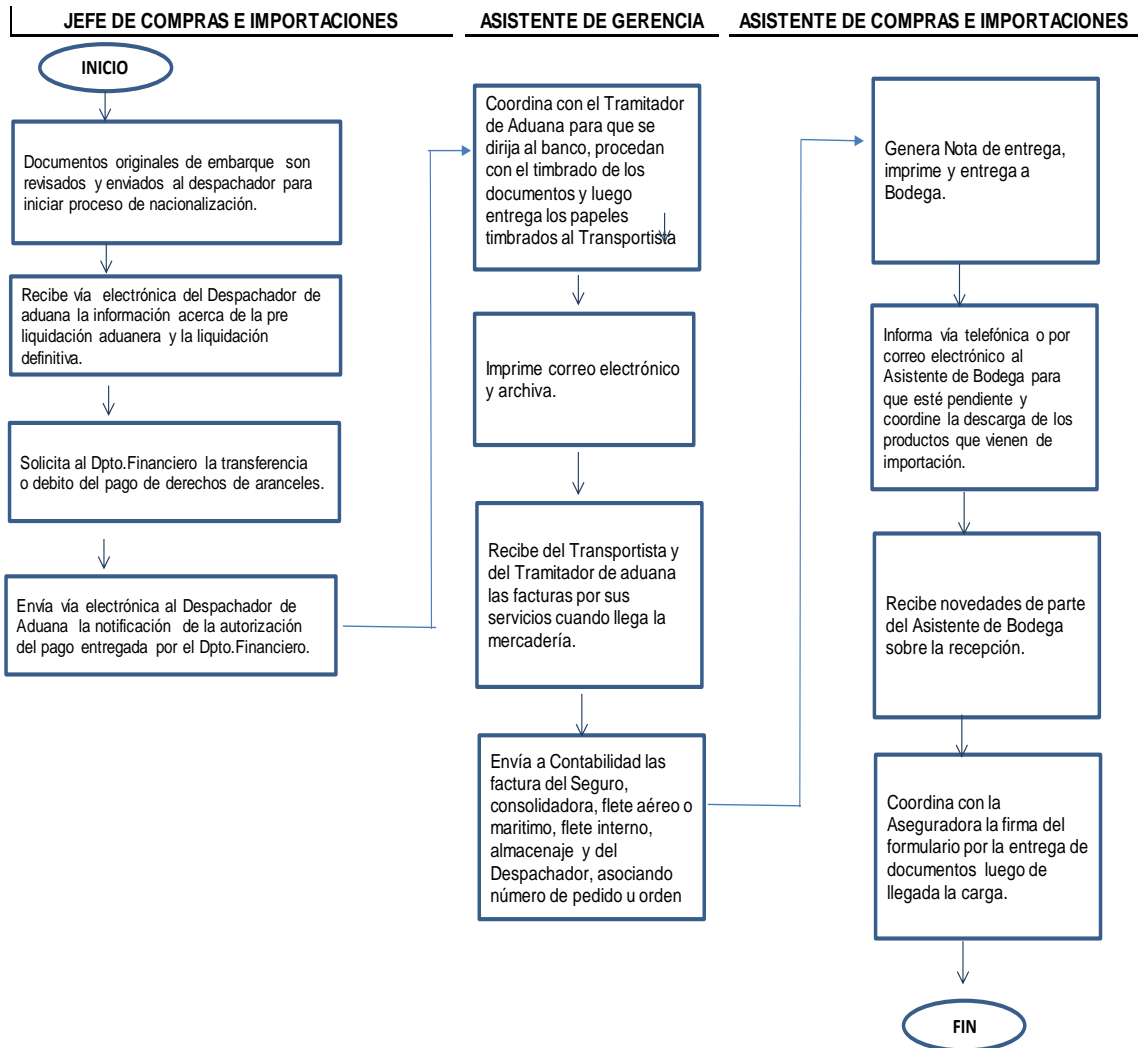 JEFE DE COMPRAS E IMPORTACIONES
INICIO
Documentos originales de embarque son
revisados y enviados al despachador para
iniciar proceso de nacionalización.
Recibe vía electrónica del Despachador de
aduana la información acerca de la pre
liquidación aduanera y la liquidación
definitiva.
Solicita al Dpto.Financiero la transferencia
o debito del pago de derechos de aranceles.
Envía vía electrónica al Despachador de
Aduana la notificación de la autorización
del pago entregada por el Dpto.Financiero.
ASISTENTE DE GERENCIA
Coordina con el Tramitador
de Aduana para que se
dirija al banco, procedan
con el timbrado de los
documentos y luego
entrega los papeles
timbrados al Transportista
Imprime correo electrónico
y archiva.
Recibe del Transportista y
del Tramitador de aduana
las facturas por sus
servicios cuando llega la
mercadería.
Envía a Contabilidad las
factura del Seguro,
consolidadora, flete aéreo o
maritimo, flete interno,
almacenaje y del
Despachador, asociando
número de pedido u orden
ASISTENTE DE COMPRAS E IMPORTACIONES
Genera Nota de entrega,
imprime y entrega a
Bodega.
Informa vía telefónica o por
correo electrónico al
Asistente de Bodega para
que esté pendiente y
coordine la descarga de los
productos que vienen de
importación.
Recibe novedades de parte
del Asistente de Bodega
sobre la recepción.
Coordina con la
Aseguradora la firma del
formulario por la entrega de
documentos luego de
llegada la carga.
FIN